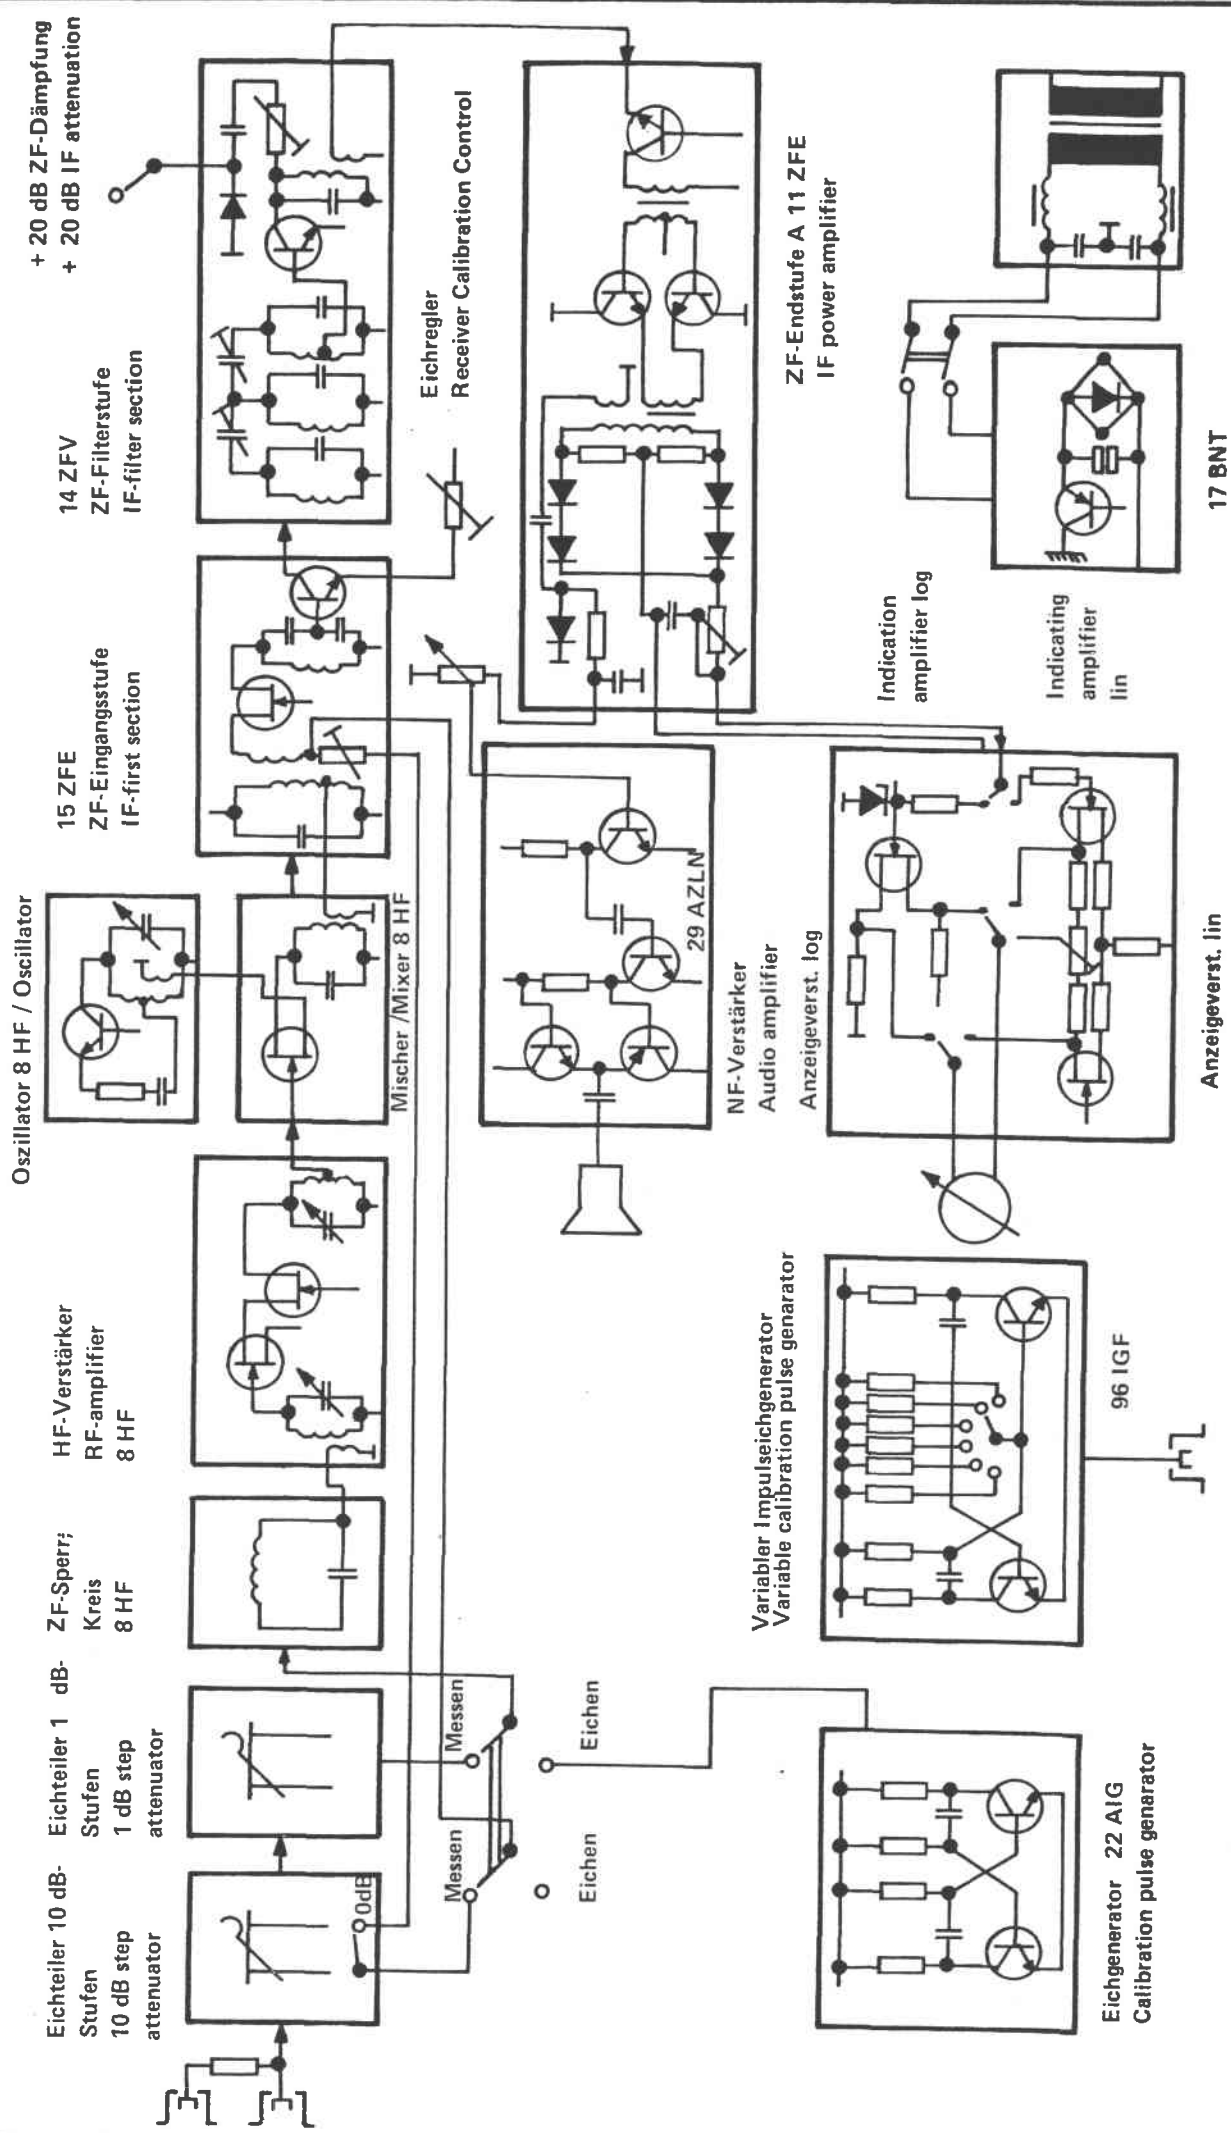 Eichteiler 10 dB-
Stufen
10 dB step
attenuator
0dB
Eichteiler 1 dB-
Stufen
1 dB step
attenuator
ZF-Sperr;
Kreis
8 HF
HF-Verstärker
RF-amplifier
8 HF
Oszillator 8 HF / Oscillator
Mischer /Mixer 8 HF
15 ZFE
ZF-Eingangsstufe
IF-first section
14 ZFV
ZF-Filterstufe
IF-filter section
+ 20 dB ZF-Dämpfung
+ 20 dB IF attenuation
Eichregler
Receiver Calibration Control
Messen
Eichen
Messen
Eichen
29 AZLN
NF-Verstärker
Audio amplifier
ZF-Endstufe A 11 ZFE
IF power amplifier
Eichgenerator 22 AIG
Calibration pulse genarator
Variabler Impulseichgenerator
Variable calibration pulse genarator
96 IGF
Anzeigeverst. log
Indication
amplifier log
Anzeigeverst. lin
Indicating
amplifier
lin
17 BNT